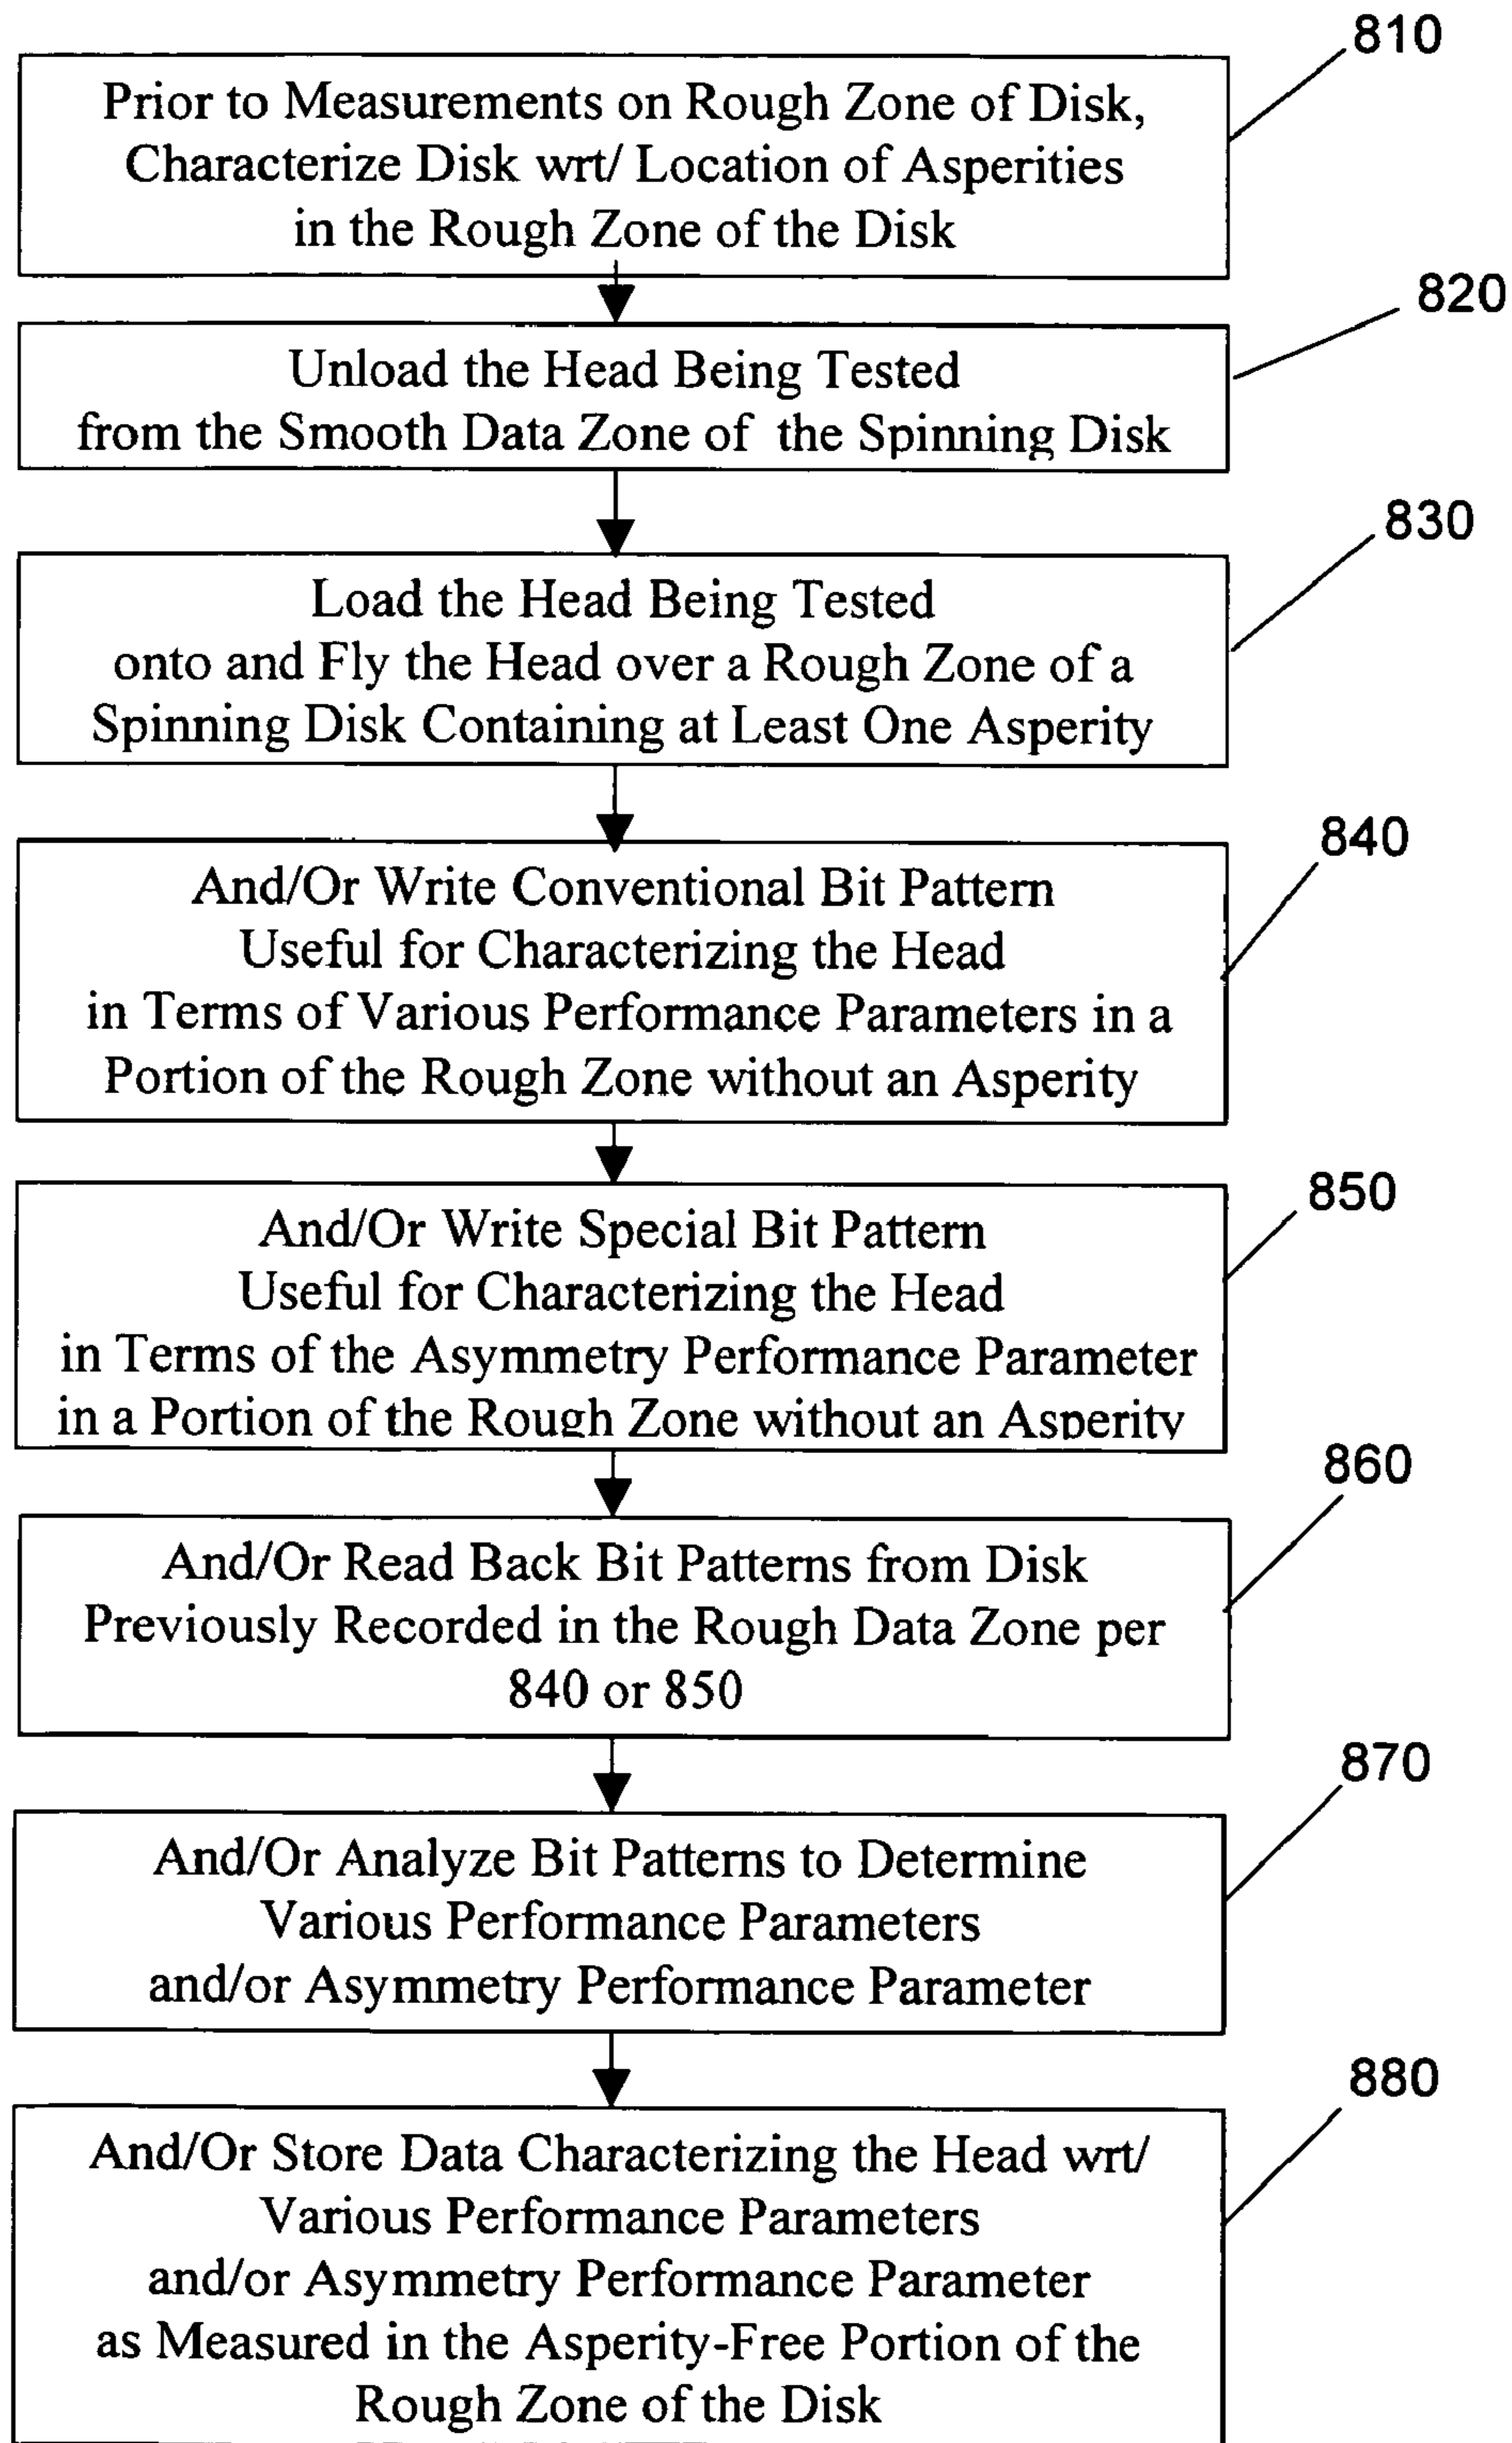 810
Prior to Measurements on Rough Zone of Disk,
Characterize Disk wrt/ Location of Asperities
in the Rough Zone of the Disk
820
Unload the Head Being Tested
from the Smooth Data Zone of the Spinning Disk
830
Load the Head Being Tested
onto and Fly the Head over a Rough Zone of a
Spinning Disk Containing at Least One Asperity
840
And/Or Write Conventional Bit Pattern
Useful for Characterizing the Head
in Terms of Various Performance Parameters in a
Portion of the Rough Zone without an Asperity
850
And/Or Write Special Bit Pattern
Useful for Characterizing the Head
in Terms of the Asymmetry Performance Parameter
in a Portion of the Rough Zone without an Asperity
860
And/Or Read Back Bit Patterns from Disk
Previously Recorded in the Rough Data Zone per
840 or 850
870
And/Or Analyze Bit Patterns to Determine
Various Performance Parameters
and/or Asymmetry Performance Parameter
880
And/Or Store Data Characterizing the Head wrt/
Various Performance Parameters
and/or Asymmetry Performance Parameter
as Measured in the Asperity-Free Portion of the
Rough Zone of the Disk